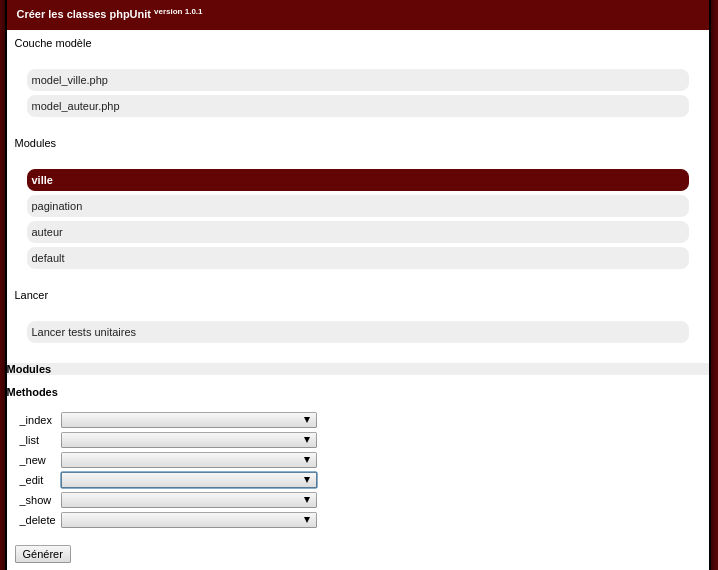 Créer les classes phpUnit version 1.0.1
Couche modèle
model_ville.php
model_auteur.php
Modules
ville
pagination
auteur
default
Lancer
Lancer tests unitaires
Modules
Methodes
_index
_list
_new
_edit
_show
_delete
Générer